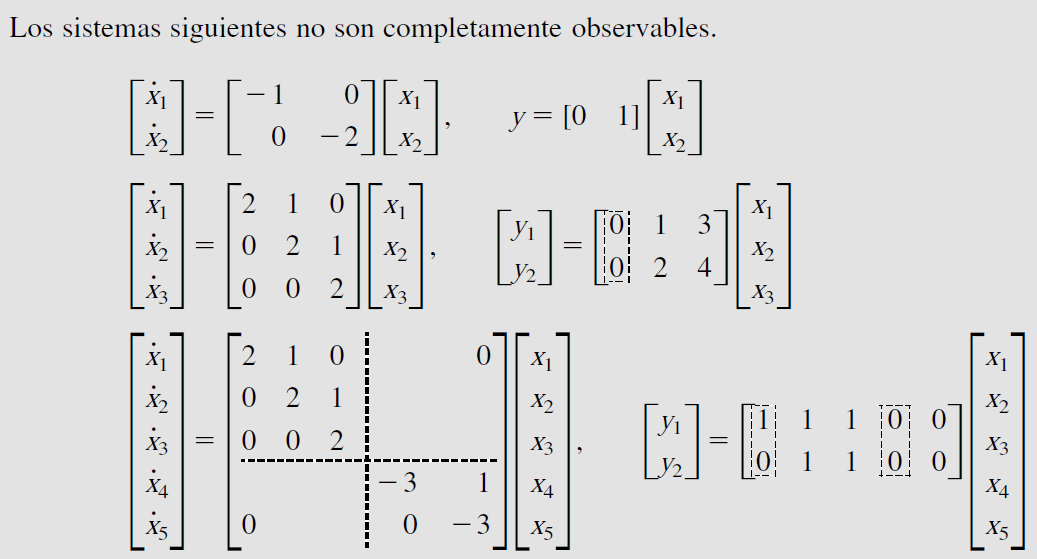 Los sistemas siguientes no son completamente observables.
[ẋ₁; ẋ₂] = [−1 0; 0 −2] [x₁; x₂], y = [0 1] [x₁; x₂]
[ẋ₁; ẋ₂; ẋ₃] = [2 1 0; 0 2 1; 0 0 2] [x₁; x₂; x₃], [y₁; y₂] = [0 1 3; 0 2 4] [x₁; x₂; x₃]
[ẋ₁; ẋ₂; ẋ₃; ẋ₄; ẋ₅] = [2 1 0 0; 0 2 1; 0 0 2; −3 1; 0 0 −3] [x₁; x₂; x₃; x₄; x₅], [y₁; y₂] = [1 1 1 0 0; 0 1 1 0 0] [x₁; x₂; x₃; x₄; x₅]